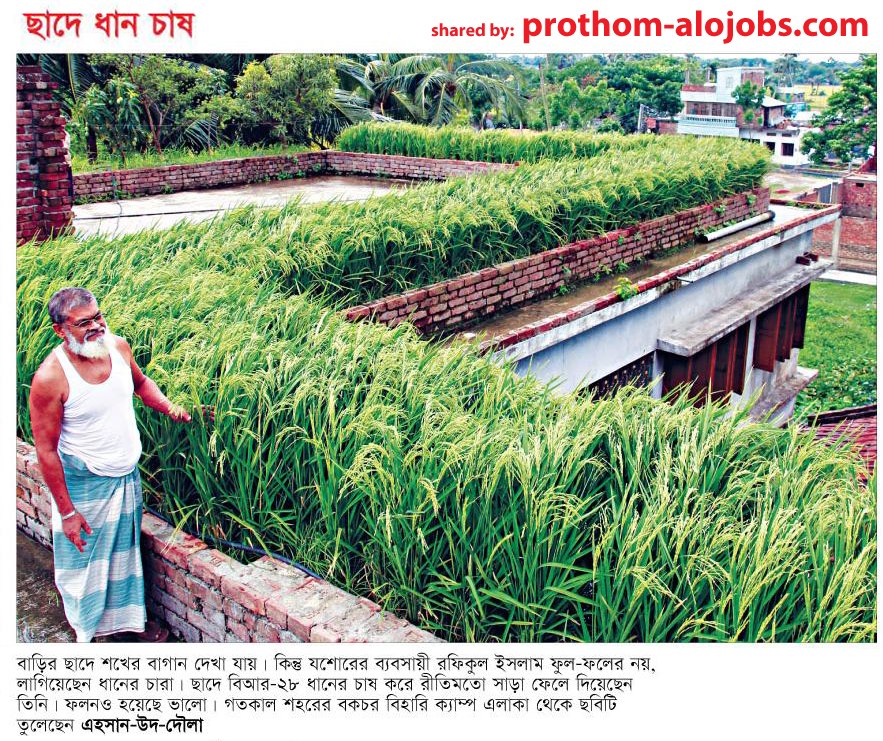 ছাদে ধান চাষ
shared by: prothom-alojobs.com
বাড়ির ছাদে শখের বাগান দেখা যায়। কিন্তু যশোরের ব্যবসায়ী রফিকুল ইসলাম ফুল-ফলের নয়,
লাগিয়েছেন ধানের চারা। ছাদে বিআর-২৮ ধানের চাষ করে রীতিমতো সাড়া ফেলে দিয়েছেন
তিনি। ফলনও হয়েছে ভালো। গতকাল শহরের বকচর বিহারি ক্যাম্প এলাকা থেকে ছবিটি
তুলেছেন এহসান-উদ-দৌলা